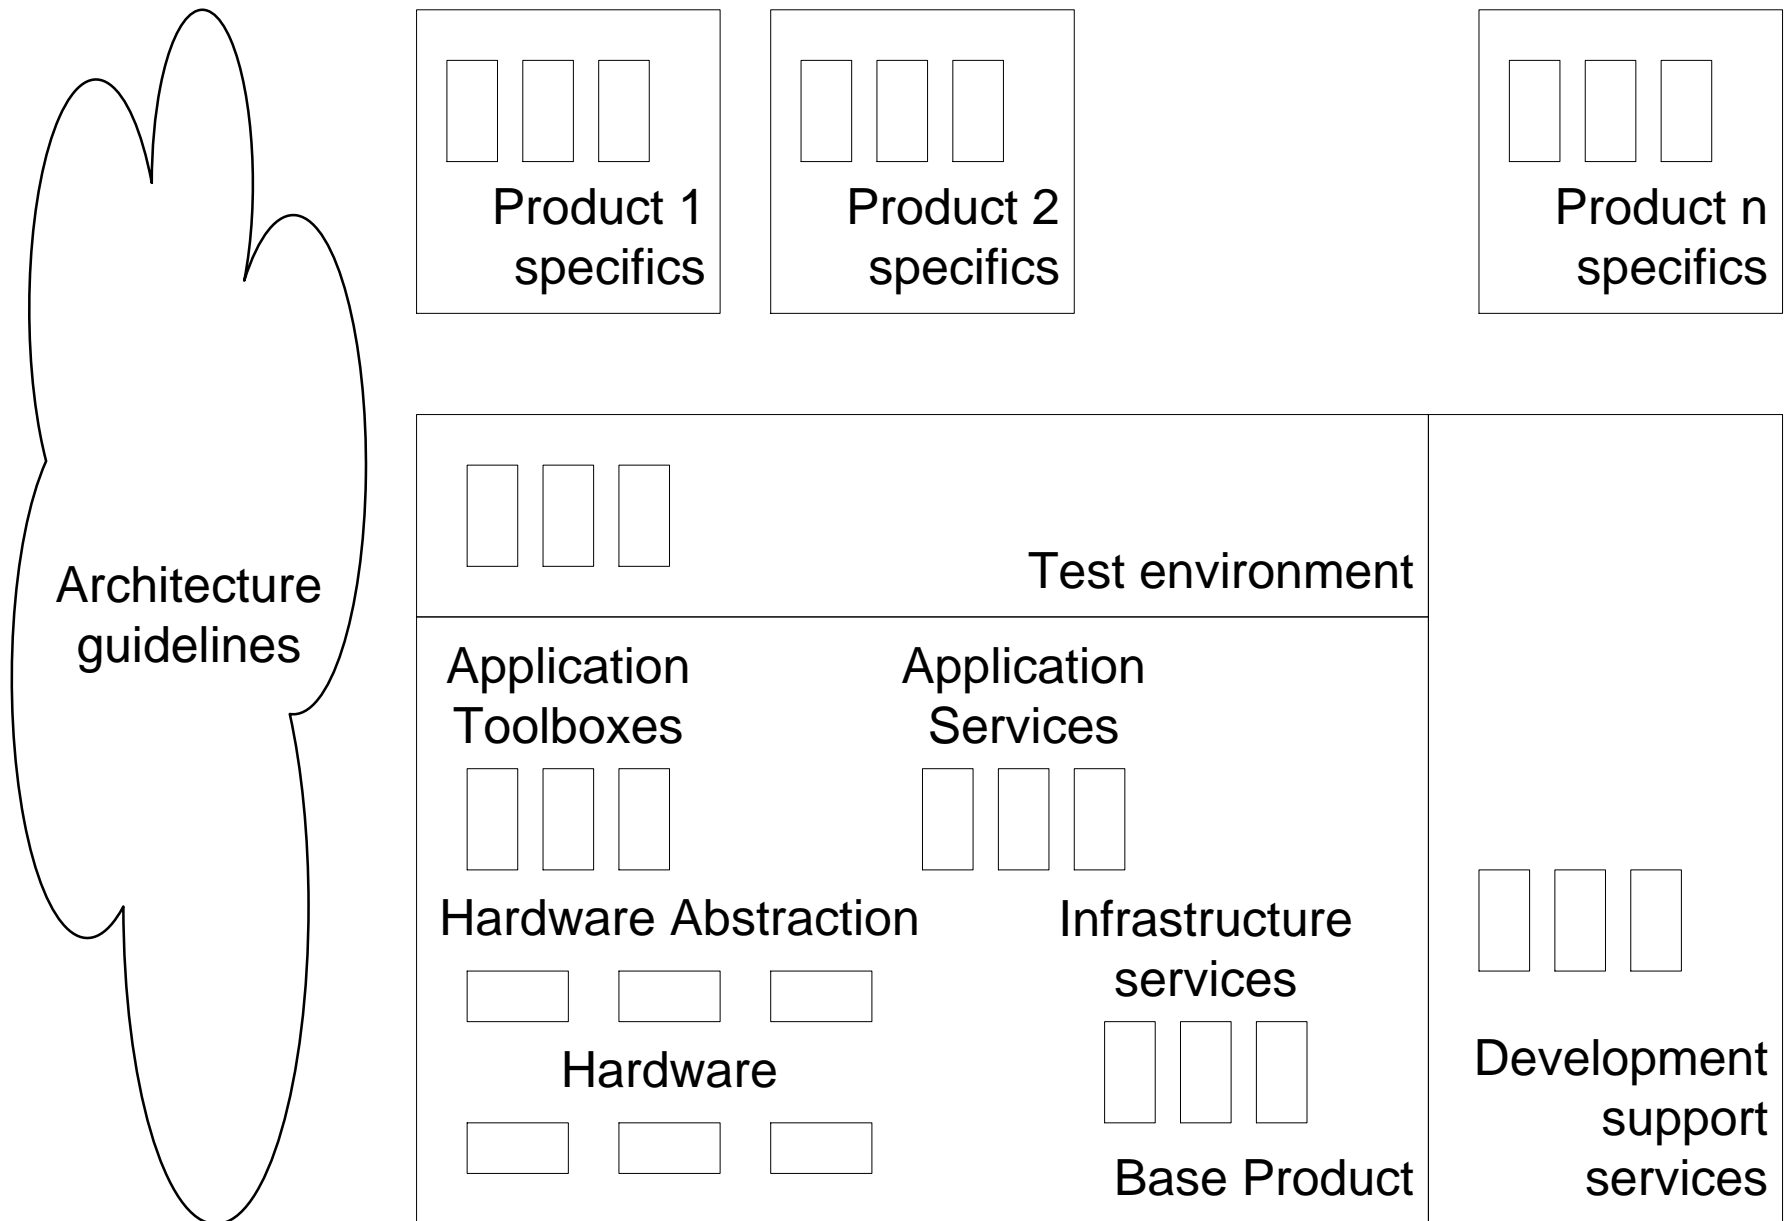 Product 1
specifics
Product 2
specifics
Product n
specifics
Architecture
guidelines
Test environment
Application
Toolboxes
Application
Services
Hardware Abstraction
Infrastructure
services
Hardware
Base Product
Development
support
services